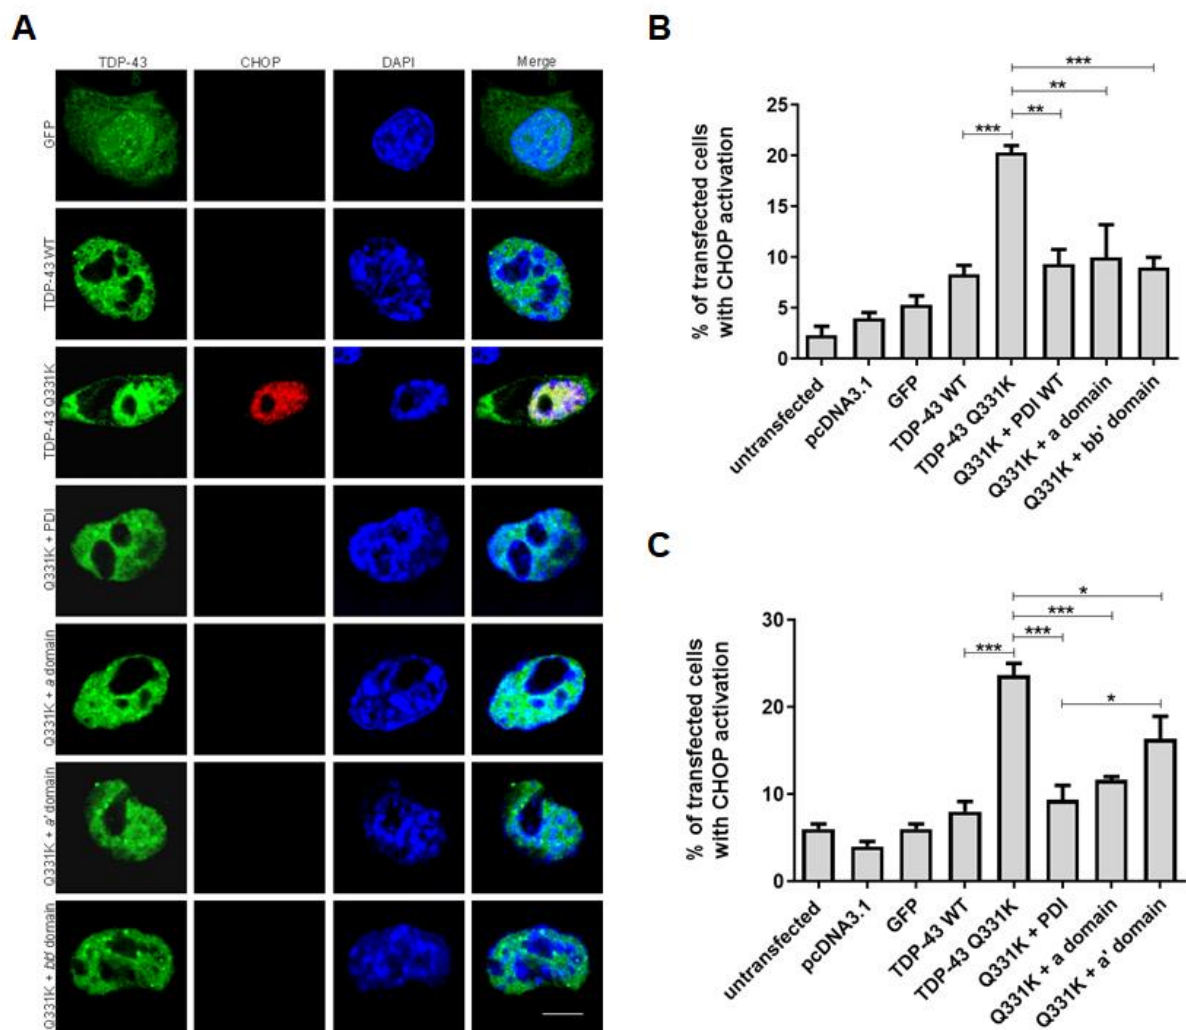 A
TDP-43 CHOP DAPI Merge
GFP
TDP-43 WT
TDP-43 Q331K
Q331K + PDI
Q331K + a domain
Q331K + a' domain
Q331K + bb' domain
B
% of transfected cells
with CHOP activation
25
20
15
10
5
0
***
**
**
***
untransfected
pcDNA3.1
GFP
TDP-43 WT
TDP-43 Q331K
Q331K + PDI WT
Q331K + a domain
Q331K + bb' domain
C
% of transfected cells
with CHOP activation
30
20
10
0
*
***
***
***
*
untransfected
pcDNA3.1
GFP
TDP-43 WT
TDP-43 Q331K
Q331K + PDI
Q331K + a domain
Q331K + a' domain